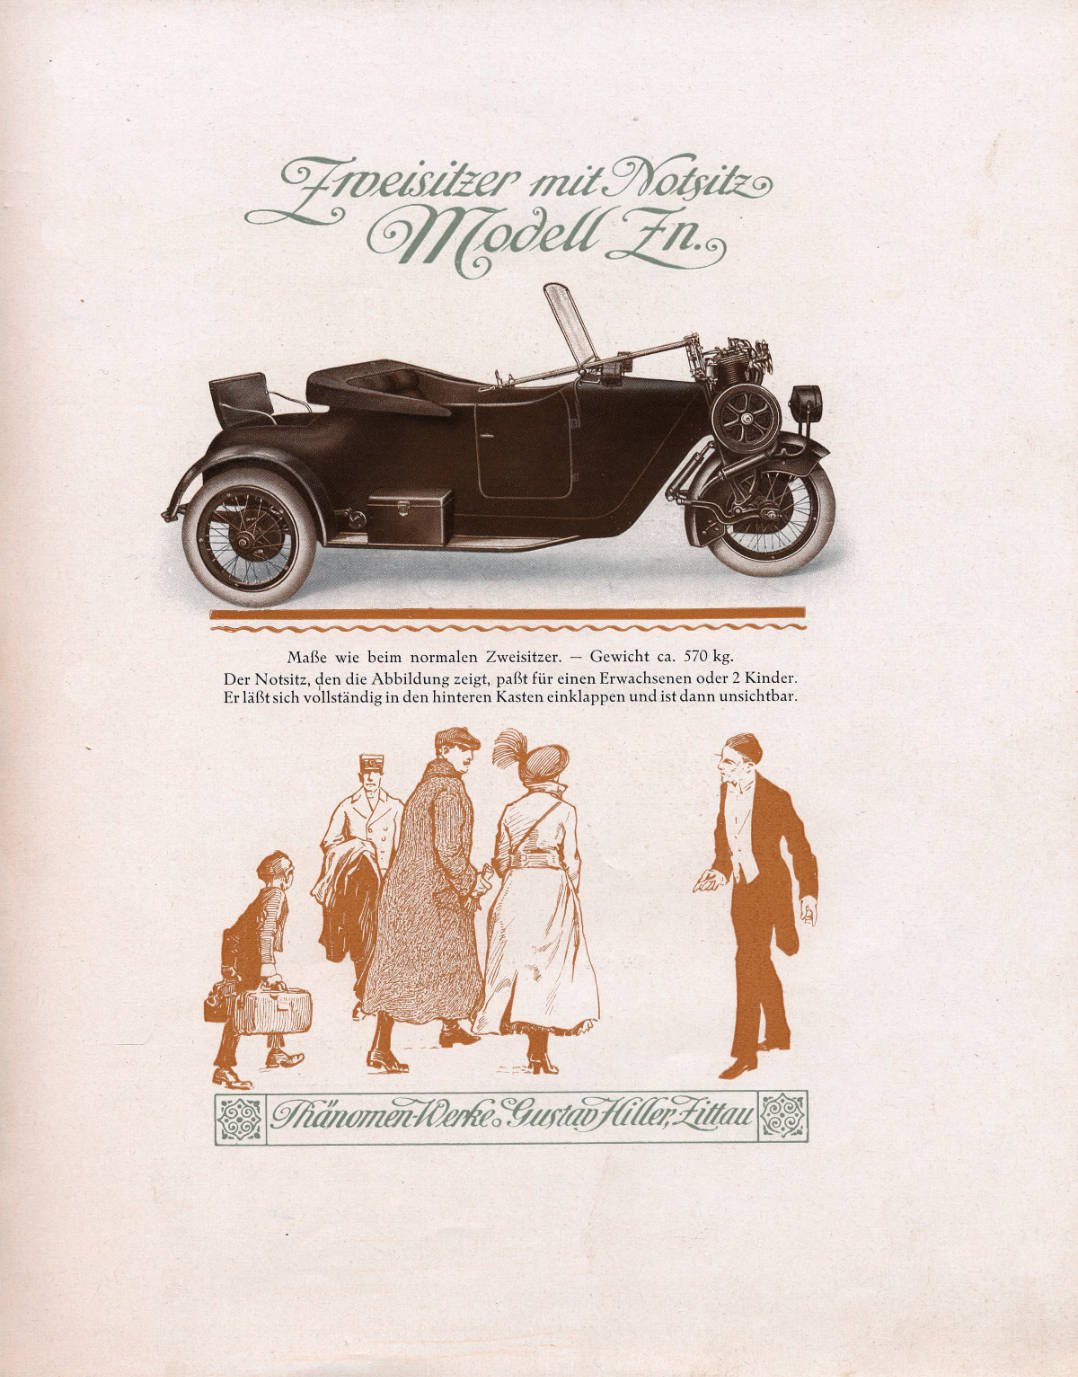 Zweisitzer mit Notsitz
Modell Zn.
Maße wie beim normalen Zweisitzer. — Gewicht ca. 570 kg.
Der Notsitz, den die Abbildung zeigt, paßt für einen Erwachsenen oder 2 Kinder.
Er läßt sich vollständig in den hinteren Kasten einklappen und ist dann unsichtbar.
Phänomen-Werke Gustav Hiller, Zittau